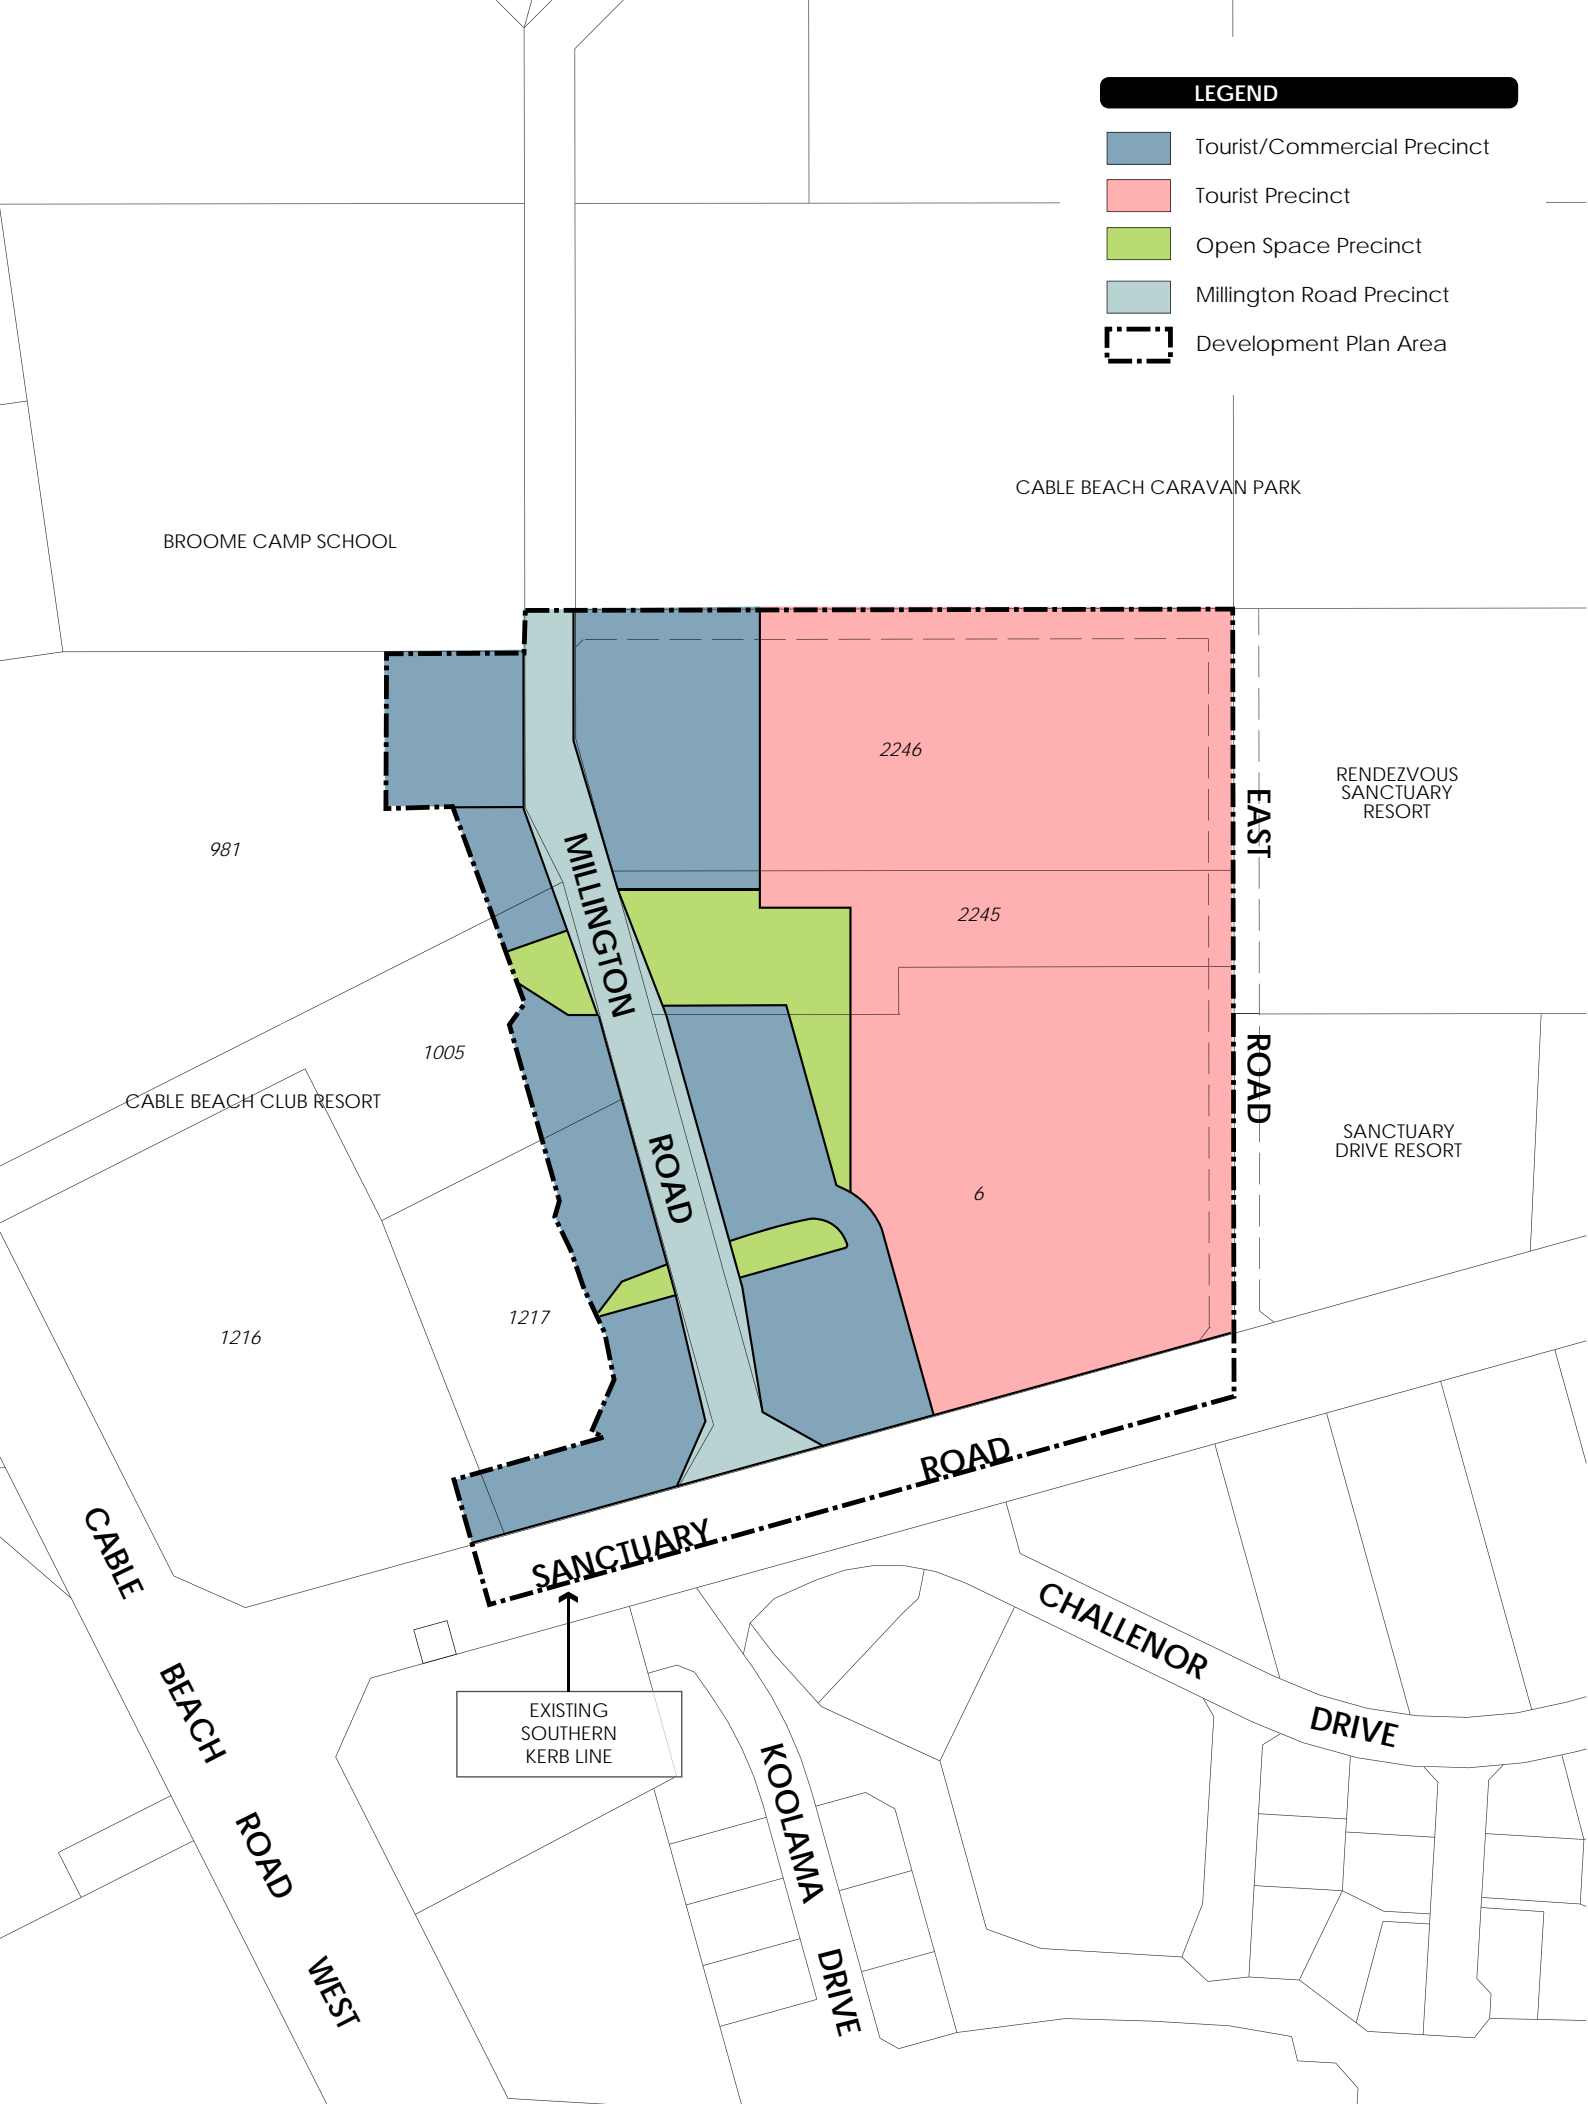 LEGEND
Tourist/Commercial Precinct
Tourist Precinct
Open Space Precinct
Millington Road Precinct
Development Plan Area
CABLE BEACH CARAVAN PARK
BROOME CAMP SCHOOL
2246
RENDEZVOUS
SANCTUARY
RESORT
EAST
ROAD
981
MILLINGTON
ROAD
2245
1005
CABLE BEACH CLUB RESORT
SANCTUARY
DRIVE RESORT
6
1217
1216
SANCTUARY
ROAD
CABLE
BEACH
ROAD
WEST
EXISTING
SOUTHERN
KERB LINE
CHALLENOR
DRIVE
KOOLAMA
DRIVE